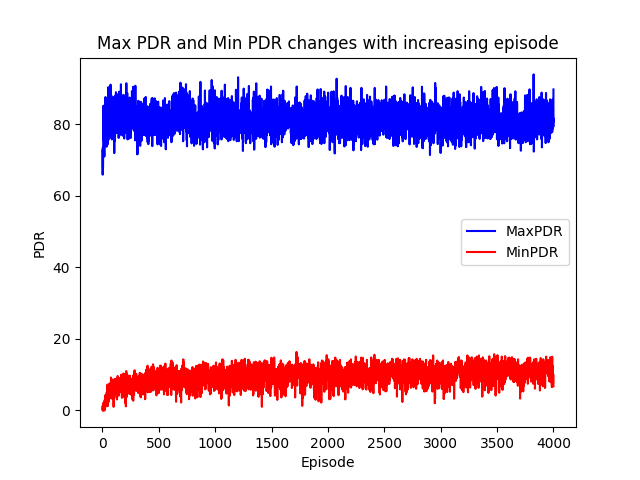 Max PDR and Min PDR changes with increasing episode
PDR
80
60
40
20
0
MaxPDR
MinPDR
0 500 1000 1500 2000 2500 3000 3500 4000
Episode